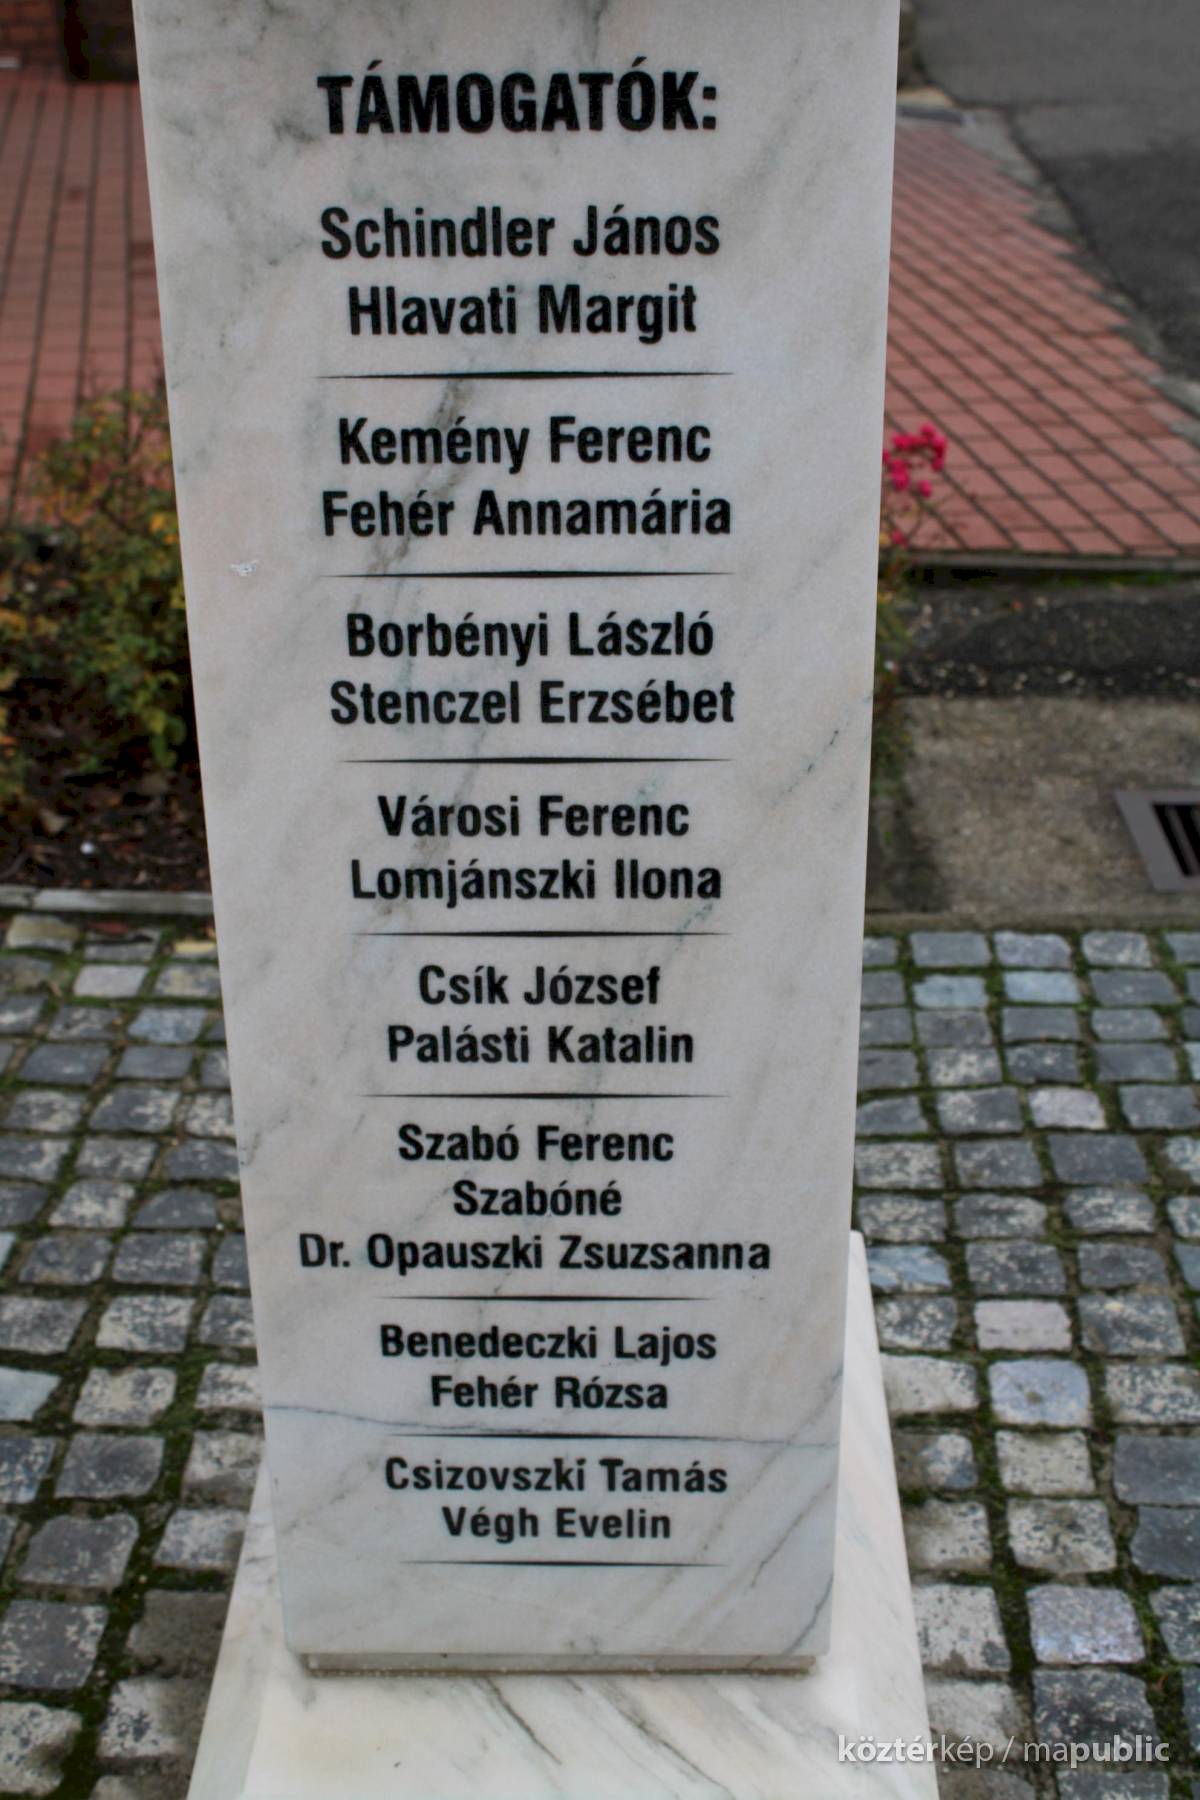 TÁMOGATÓK:
Schindler János
Hlavati Margit
Kemény Ferenc
Fehér Annamária
Borbényi László
Stenczel Erzsébet
Városi Ferenc
Lomjánszki Ilona
Csík József
Palásti Katalin
Szabó Ferenc
Szabóné
Dr. Opauszki Zsuzsanna
Benedeczki Lajos
Fehér Rózsa
Csizovszki Tamás
Végh Evelin
köztérkép / mapublic